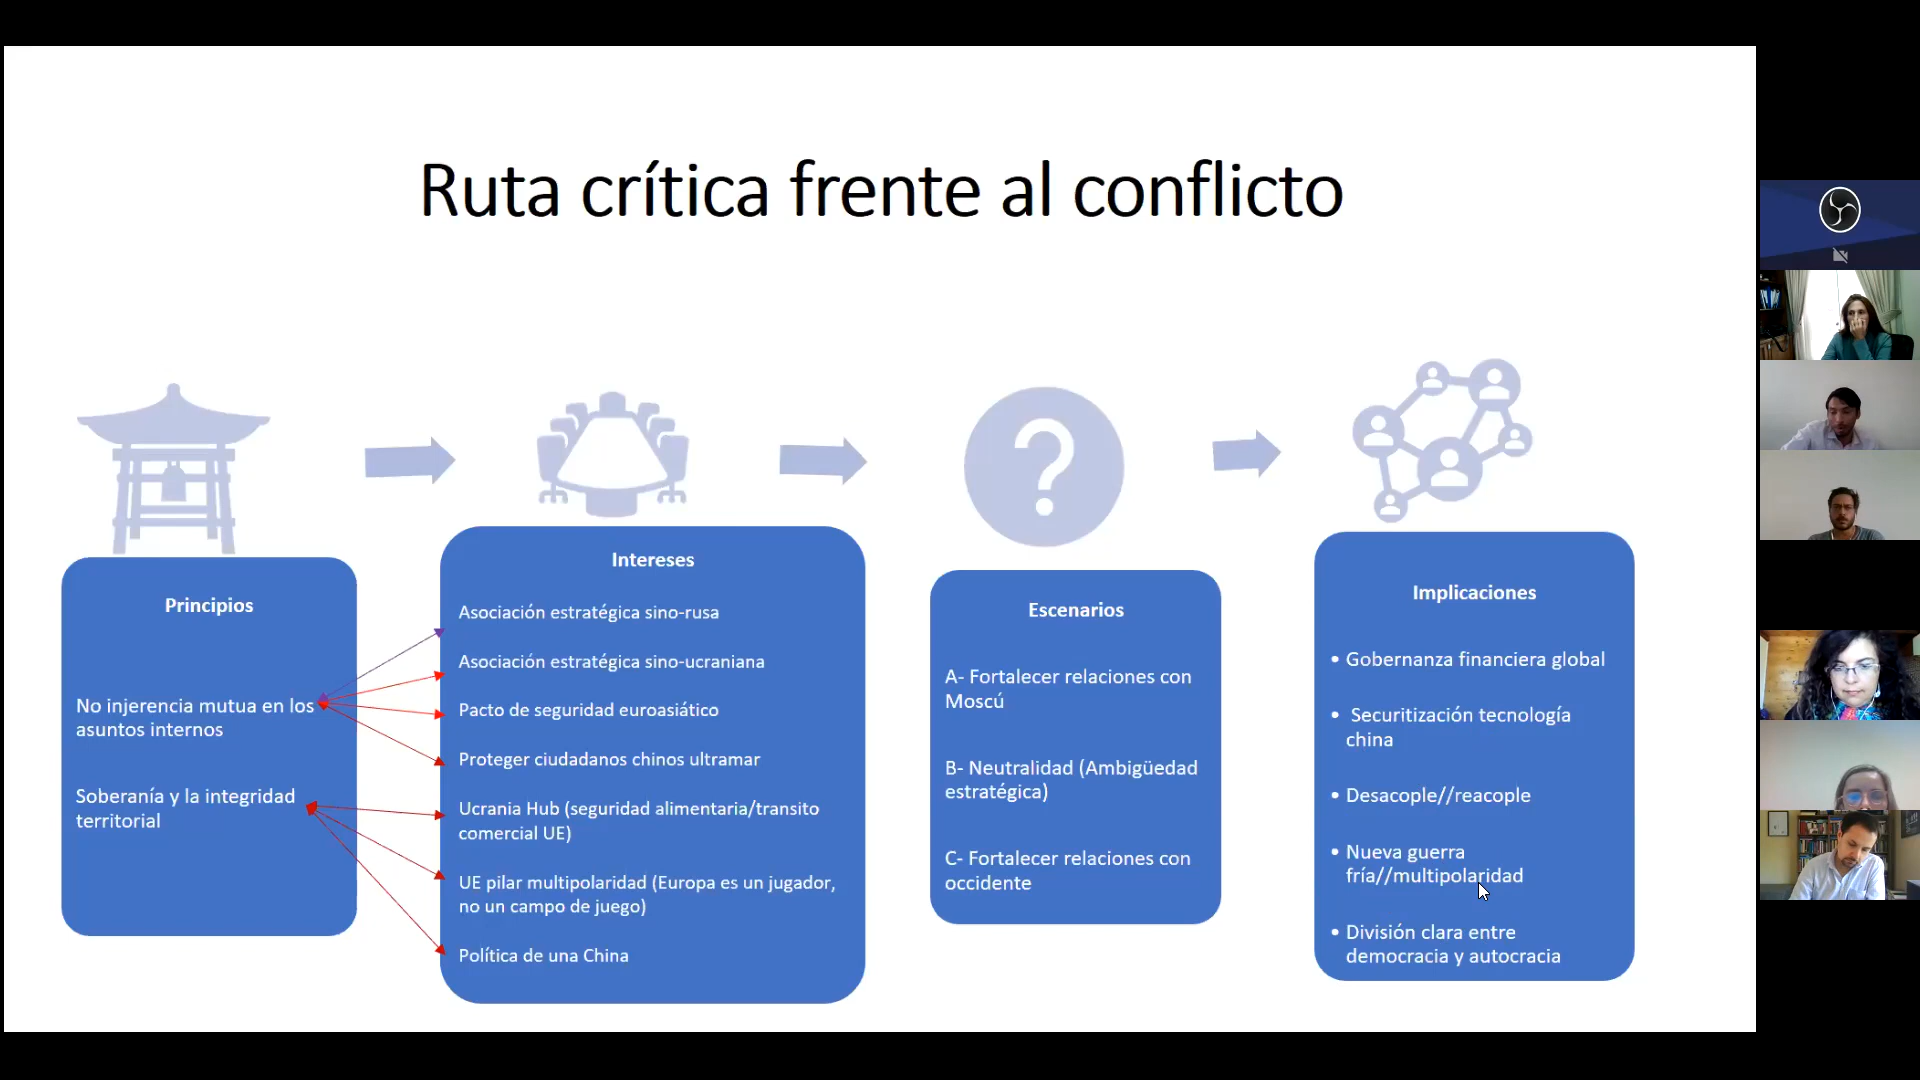 Ruta crítica frente al conflicto
Principios
No injerencia mutua en los
asuntos internos
Soberanía y la integridad
territorial
Intereses
Asociación estratégica sino-rusa
Asociación estratégica sino-ucraniana
Pacto de seguridad euroasiático
Proteger ciudadanos chinos ultramar
Ucrania Hub (seguridad alimentaria/transito
comercial UE)
UE pilar multipolaridad (Europa es un jugador,
no un campo de juego)
Política de una China
Escenarios
A- Fortalecer relaciones con
Moscú
B- Neutralidad (Ambigüedad
estratégica)
C- Fortalecer relaciones con
occidente
Implicaciones
• Gobernanza financiera global
• Securitización tecnología
china
• Desacople//reacople
• Nueva guerra
fría//multipolaridad
• División clara entre
democracia y autocracia